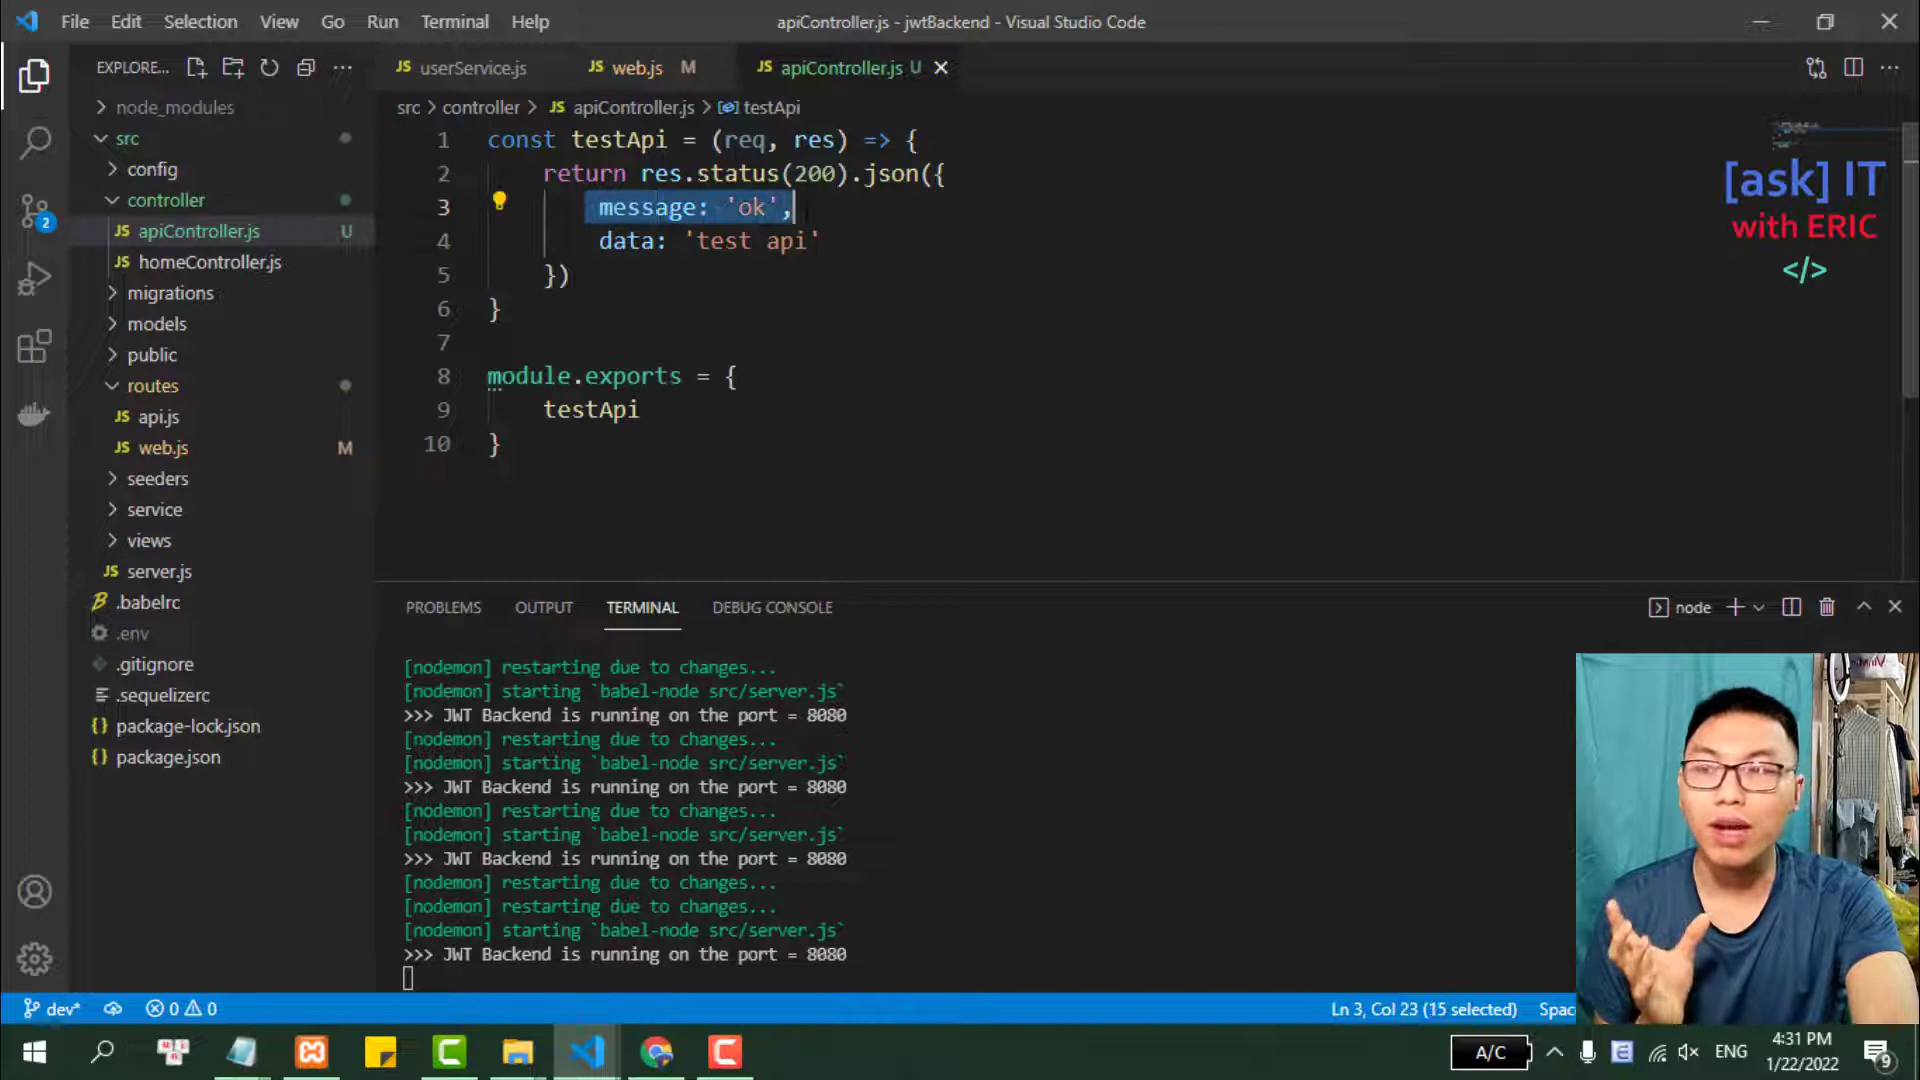 File Edit Selection View Go Run Terminal Help
apiController.js - jwtBackend - Visual Studio Code
EXPLORE...
JS userService.js
JS web.js M
JS apiController.js U
src > controller > JS apiController.js > testApi
node_modules
src
config
controller
JS apiController.js U
JS homeController.js
migrations
models
public
routes
JS api.js
JS web.js M
seeders
service
views
JS server.js
.babelrc
.env
.gitignore
.sequelizerc
{} package-lock.json
{} package.json
2
1 const testApi = (req, res) => {
2 return res.status(200).json({
3 message: 'ok',
4 data: 'test api'
5 })
6 }
7
8 module.exports = {
9 testApi
10 }
[ask] IT
with ERIC
</>
PROBLEMS OUTPUT TERMINAL DEBUG CONSOLE
node
[nodemon] restarting due to changes...
[nodemon] starting `babel-node src/server.js`
>>> JWT Backend is running on the port = 8080
[nodemon] restarting due to changes...
[nodemon] starting `babel-node src/server.js`
>>> JWT Backend is running on the port = 8080
[nodemon] restarting due to changes...
[nodemon] starting `babel-node src/server.js`
>>> JWT Backend is running on the port = 8080
[nodemon] restarting due to changes...
[nodemon] restarting due to changes...
[nodemon] starting `babel-node src/server.js`
>>> JWT Backend is running on the port = 8080
dev* 0 0
Ln 3, Col 23 (15 selected) Spac
A/C
ENG
4:31 PM
1/22/2022
9